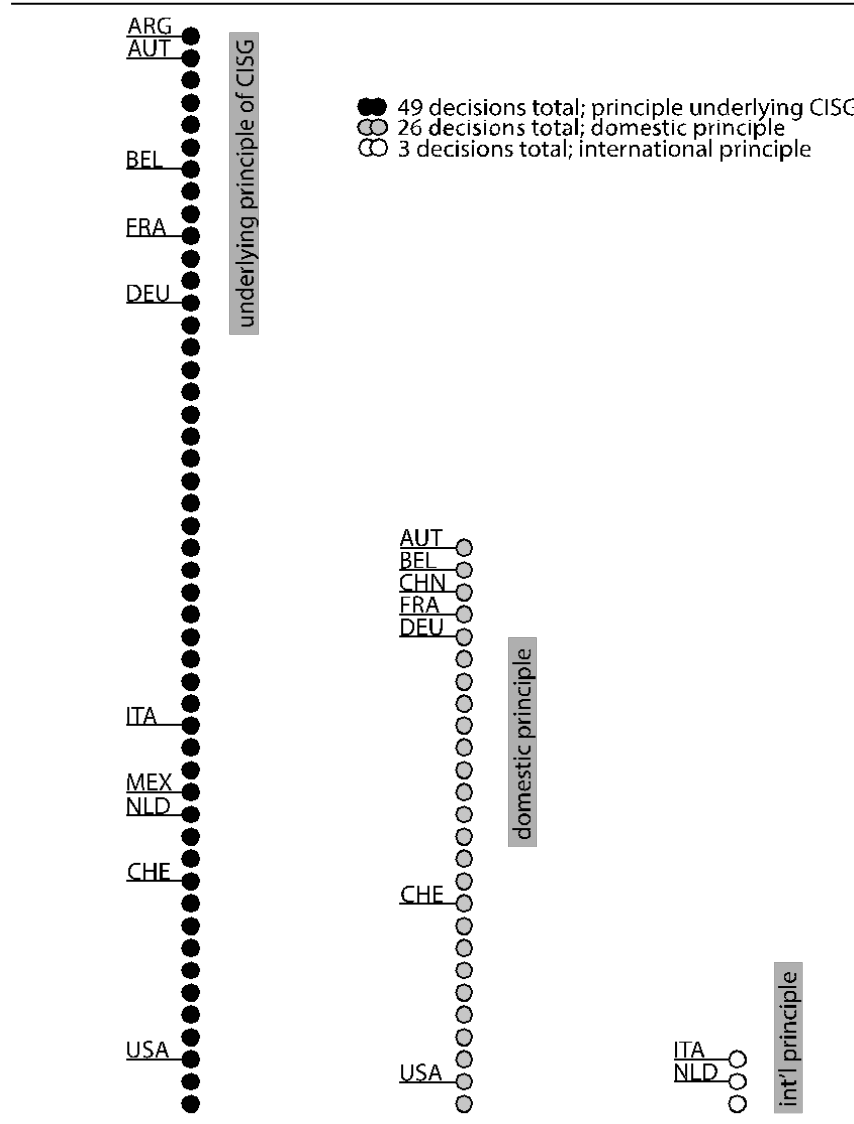 ARG
AUT
BEL
FRA
DEU
ITA
MEX
NLD
CHE
USA
underlying principle of CISG
49 decisions total; principle underlying CISG
26 decisions total; domestic principle
3 decisions total; international principle
AUT
BEL
CHN
FRA
DEU
CHE
USA
domestic principle
ITA
NLD
int'l principle